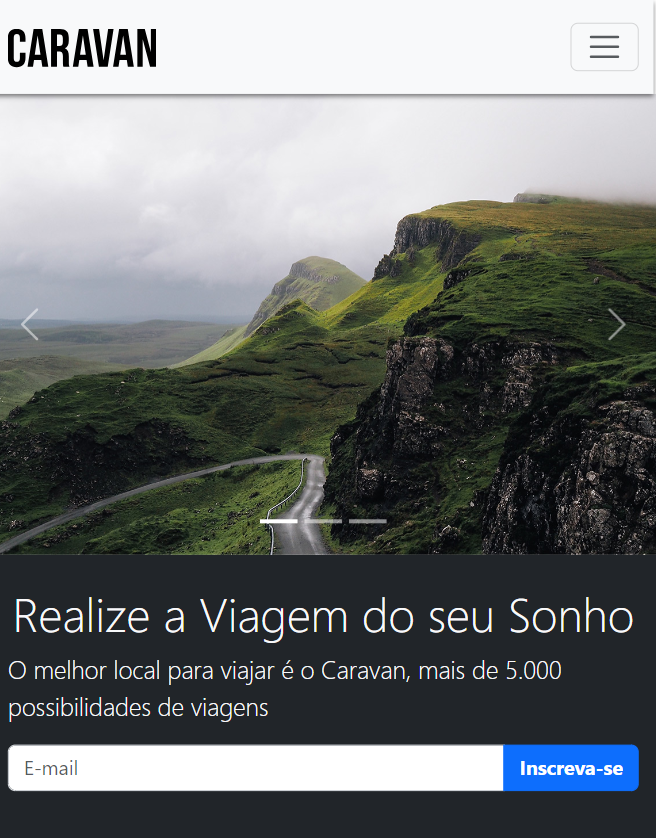 CARAVAN
Realize a Viagem do seu Sonho
O melhor local para viajar é o Caravan, mais de 5.000
possibilidades de viagens
E-mail
Inscreva-se